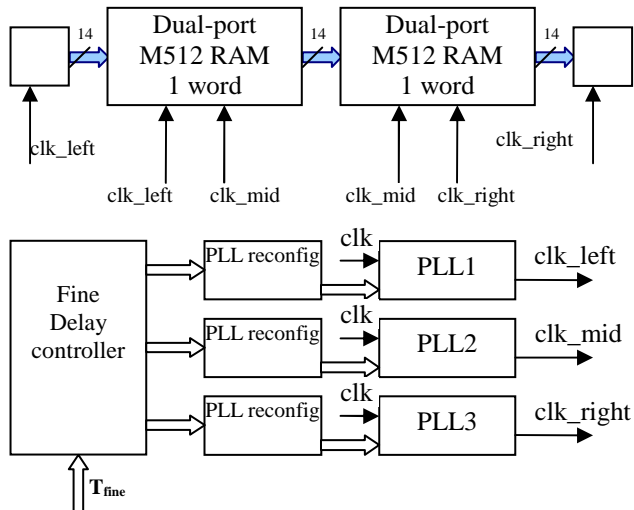 14
Dual-port
M512 RAM
1 word
14
Dual-port
M512 RAM
1 word
14
clk_left
clk_left
clk_mid
clk_mid
clk_right
clk_right
Fine
Delay
controller
PLL reconfig
clk
PLL1
clk_left
PLL reconfig
clk
PLL2
clk_mid
PLL reconfig
clk
PLL3
clk_right
Tfine